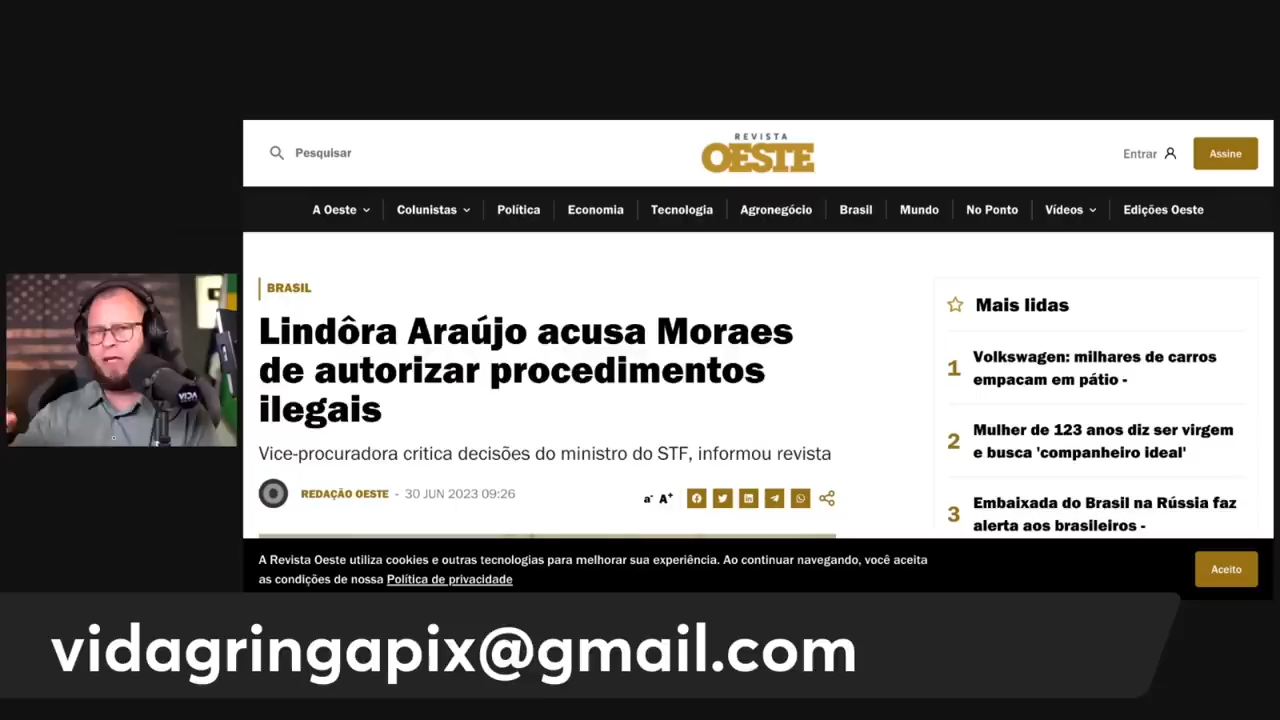 Pesquisar
REVISTA
OESTE
Entrar
Assine
A Oeste
Colunistas
Política
Economia
Tecnologia
Agronegócio
Brasil
Mundo
No Ponto
Vídeos
Edições Oeste
BRASIL
Lindôra Araújo acusa Moraes
de autorizar procedimentos
ilegais
Vice-procuradora critica decisões do ministro do STF, informou revista
REDAÇÃO OESTE - 30 JUN 2023 09:26
a- A+
Mais lidas
1 Volkswagen: milhares de carros
empacam em pátio -
2 Mulher de 123 anos diz ser virgem
e busca 'companheiro ideal'
3 Embaixada do Brasil na Rússia faz
alerta aos brasileiros -
A Revista Oeste utiliza cookies e outras tecnologias para melhorar sua experiência. Ao continuar navegando, você aceita
as condições de nossa Política de privacidade
Aceito
VIDA
vidagringapix@gmail.com